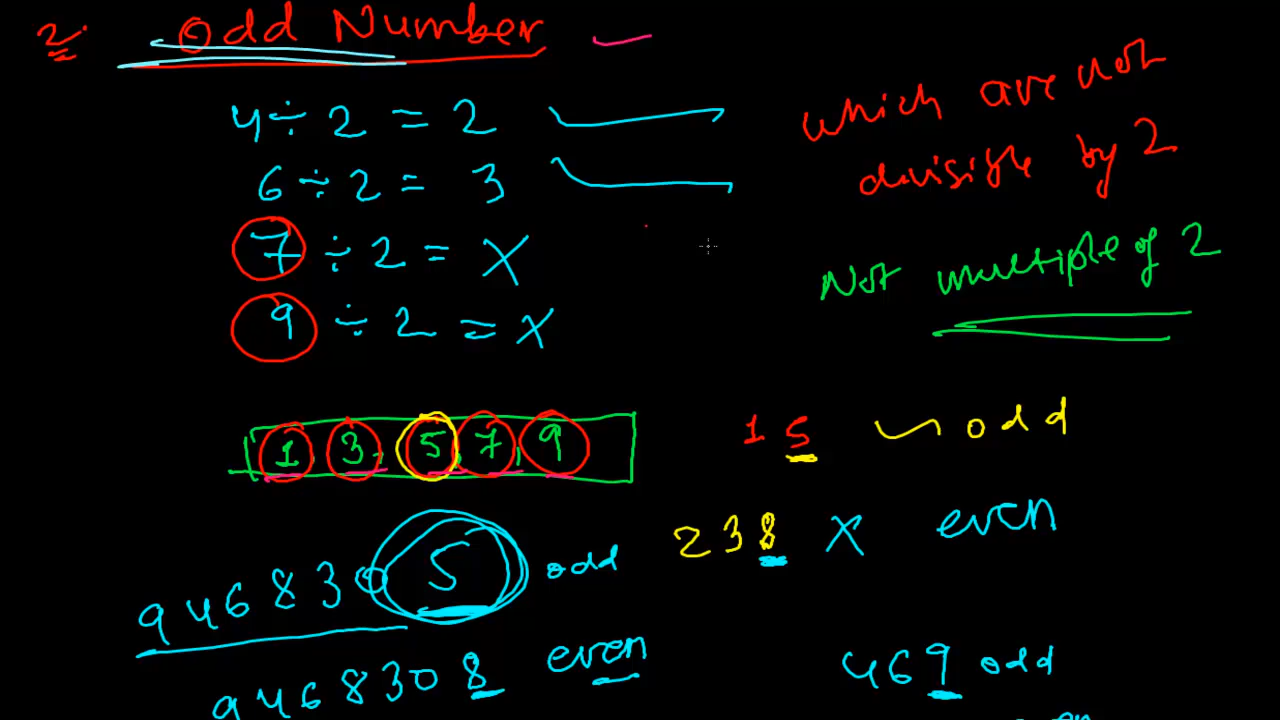 2. Odd Number
4 ÷ 2 = 2
6 ÷ 2 = 3
7 ÷ 2 = X
9 ÷ 2 = X
which are not
divisible by 2
Not multiple of 2
1, 3, 5, 7, 9
15 odd
238 X even
9468305 odd
9468308 even
469 odd